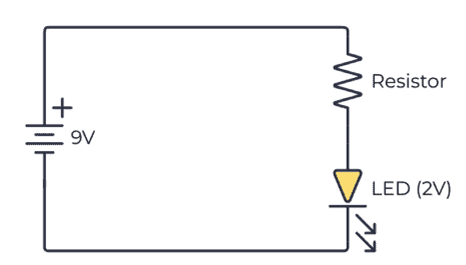 +
9V
Resistor
LED (2V)